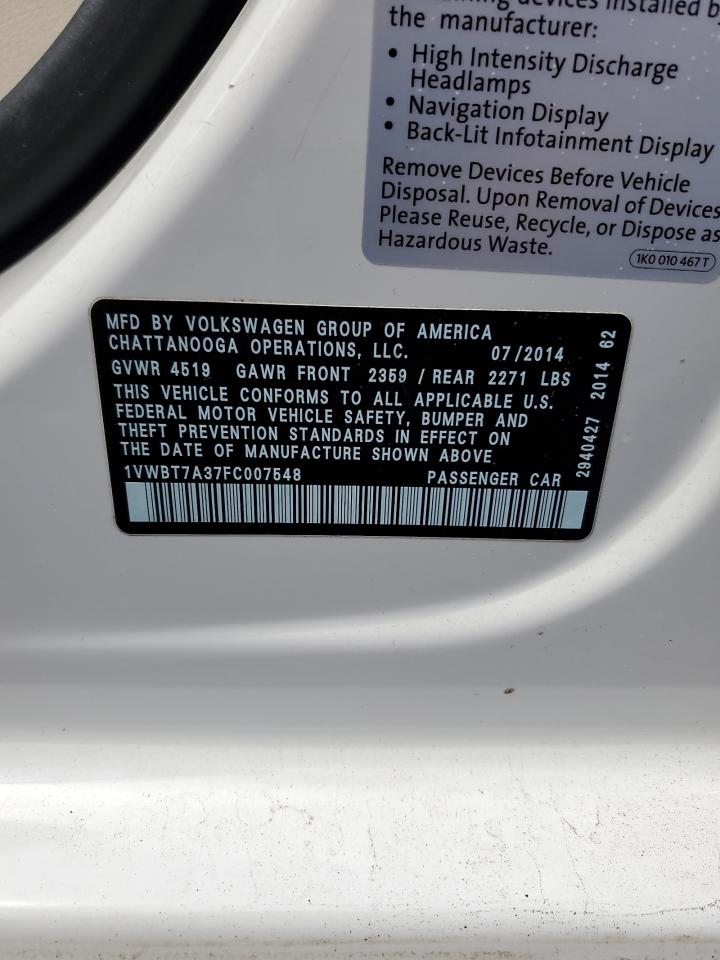 devices installed
the manufacturer:
• High Intensity Discharge
Headlamps
• Navigation Display
• Back-Lit Infotainment Display
Remove Devices Before Vehicle
Disposal. Upon Removal of Devices
Please Reuse, Recycle, or Dispose as
Hazardous Waste.
1K0 010 467 T
MFD BY VOLKSWAGEN GROUP OF AMERICA
CHATTANOOGA OPERATIONS, LLC. 07/2014
GVWR 4519 GAWR FRONT 2359 / REAR 2271 LBS
THIS VEHICLE CONFORMS TO ALL APPLICABLE U.S.
FEDERAL MOTOR VEHICLE SAFETY, BUMPER AND
THEFT PREVENTION STANDARDS IN EFFECT ON
THE DATE OF MANUFACTURE SHOWN ABOVE.
1VWBT7A37FC007548 PASSENGER CAR
2940427 2014 62